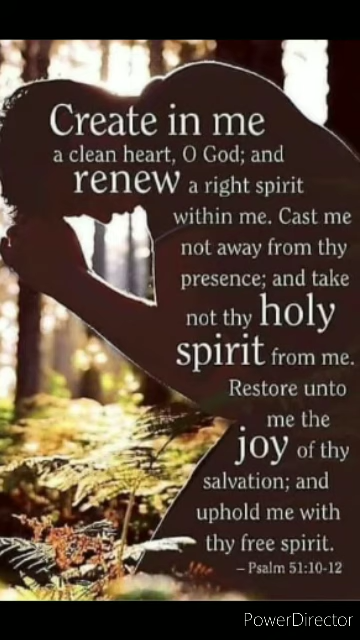 Create in me
a clean heart, O God; and
renew a right spirit
within me. Cast me
not away from thy
presence; and take
not thy holy
spirit from me.
Restore unto
me the
joy of thy
salvation; and
uphold me with
thy free spirit.
– Psalm 51:10-12
PowerDirector